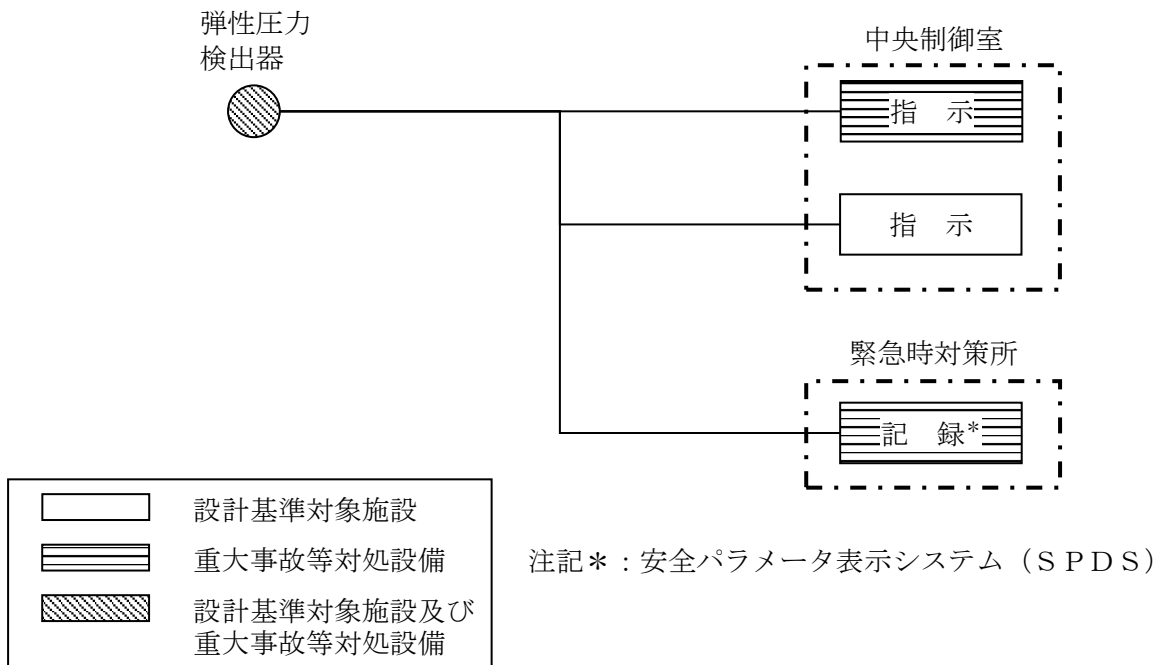 弾性圧力
検出器
中央制御室
指　示
指　示
緊急時対策所
記　録*
設計基準対象施設
重大事故等対処設備
設計基準対象施設及び
重大事故等対処設備
注記＊：安全パラメータ表示システム（ＳＰＤＳ）